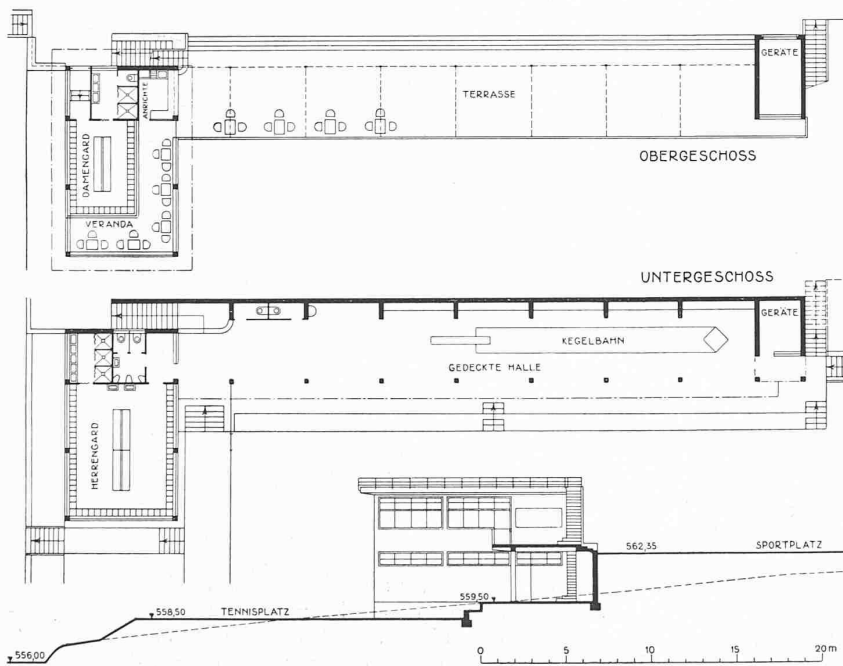 GERÄTE
ANRICHTE
TERRASSE
DAMENGARD
OBERGESCHOSS
VERANDA
UNTERGESCHOSS
GERÄTE
KEGELBAHN
GEDECKTE HALLE
HERRENGARD
562,35
SPORTPLATZ
559,50
558,50
TENNISPLATZ
556,00
0 5 10 15 20 m